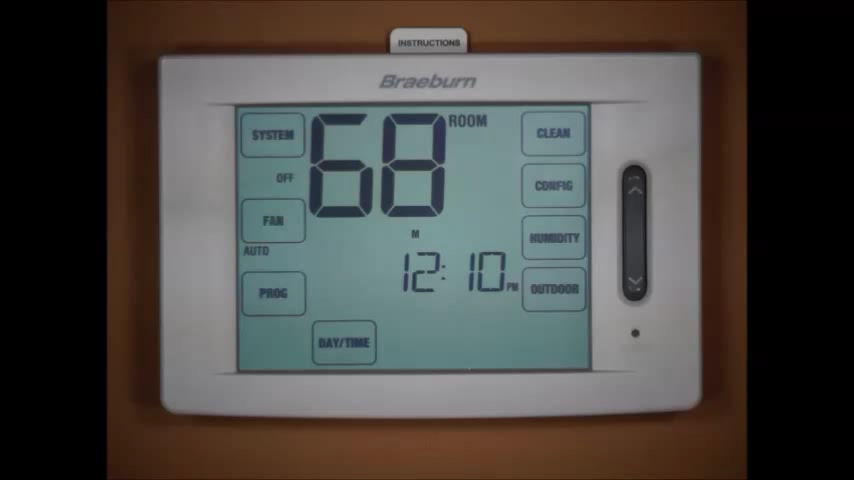 INSTRUCTIONS
Braeburn
SYSTEM
68 ROOM
CLEAN
OFF
CONFIG
FAN
M
HUMIDITY
AUTO
12:10 PM
PROG
OUTDOOR
DAY/TIME